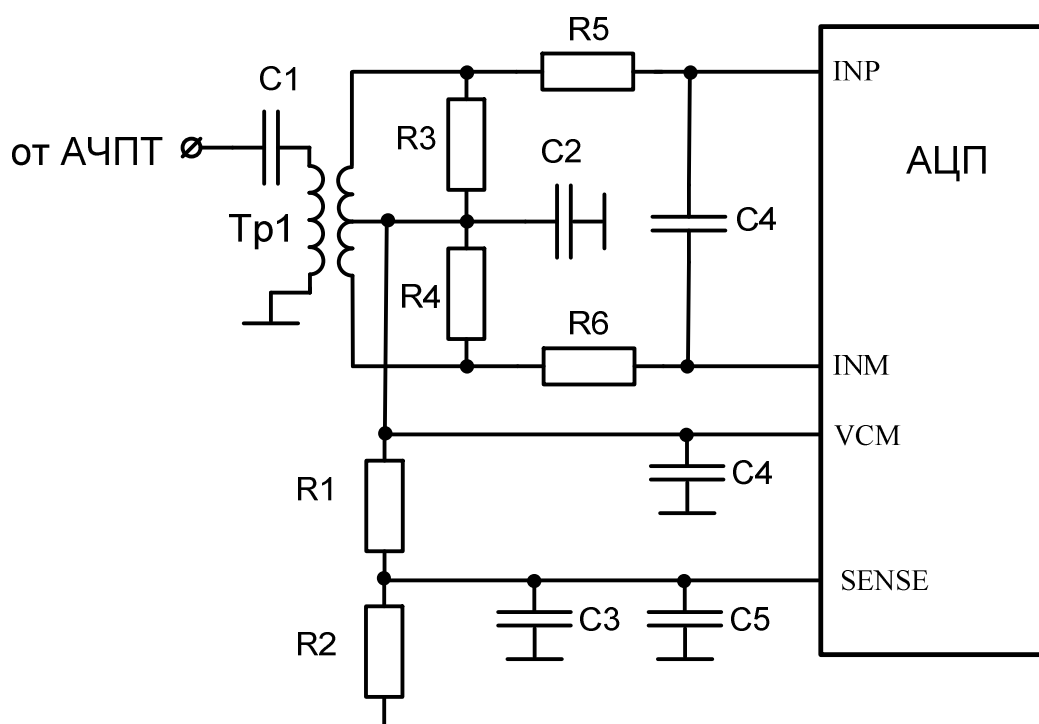 R5
INP
C1
R3
C2
от АЧПТ
АЦП
Тр1
C4
R4
R6
INM
VCM
R1
C4
SENSE
R2
C3
C5